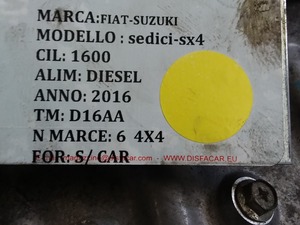 MARCA:FIAT-SUZUKI
MODELLO : sedici-sx4
CIL: 1600
ALIM: DIESEL
ANNO: 2016
TM: D16AA
N MARCE: 6 4X4
FOR: S/ CAR
- WWW.DISFACAR.EU